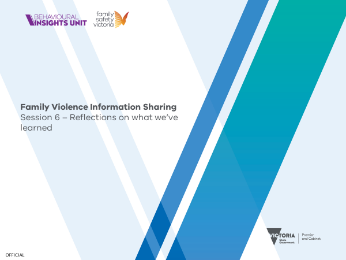 BEHAVIOURAL
INSIGHTS UNIT
family
safety
victoria
Family Violence Information Sharing
Session 6 – Reflections on what we've
learned
VICTORIA
State
Government
Premier
and Cabinet
OFFICIAL